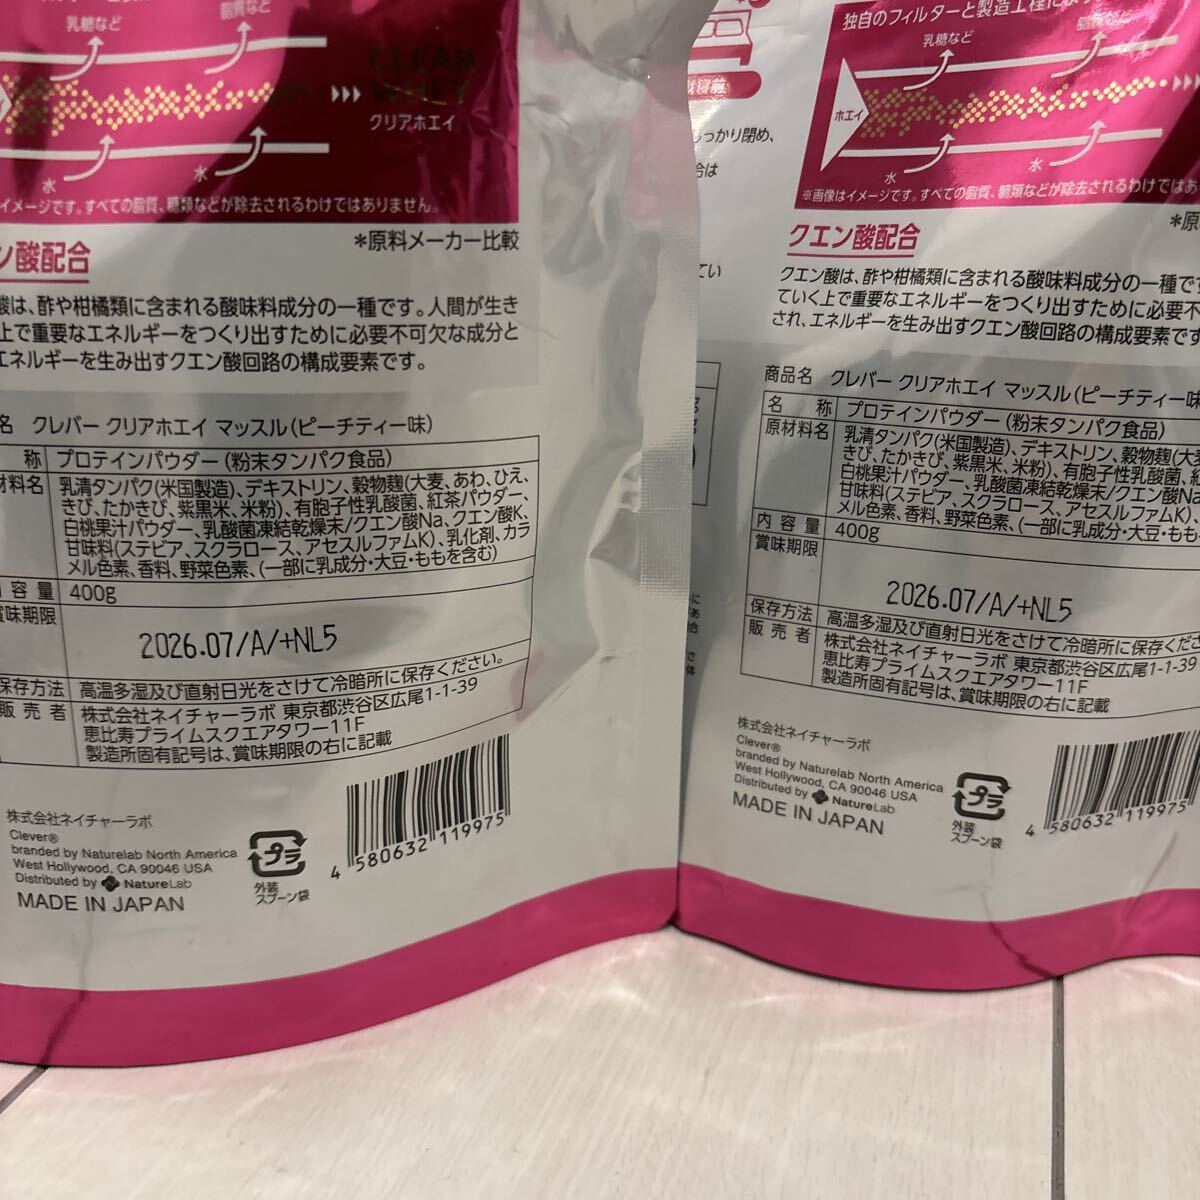 乳糖など
脂質など
CLEAR
WHEY
クリアホエイ
水
水
イメージです。すべての脂質、糖類などが除去されるわけではありません。
*原料メーカー比較
ン酸配合
酸は、酢や柑橘類に含まれる酸味料成分の一種です。人間が生き
上で重要なエネルギーをつくり出すために必要不可欠な成分と
エネルギーを生み出すクエン酸回路の構成要素です。
名 クレバー クリアホエイ マッスル(ピーチティー味)
称 プロテインパウダー(粉末タンパク食品)
材料名 乳清タンパク(米国製造)、デキストリン、穀物麹(大麦、あわ、ひえ、
きび、たかきび、紫黒米、米粉)、有胞子性乳酸菌、紅茶パウダー、
白桃果汁パウダー、乳酸菌凍結乾燥末/クエン酸Na、クエン酸K、
甘味料(ステビア、スクラロース、アセスルファムK)、乳化剤、カラ
メル色素、香料、野菜色素、(一部に乳成分・大豆・ももを含む)
内容量 400g
賞味期限
2026.07/A/+NL5
保存方法 高温多湿及び直射日光をさけて冷暗所に保存ください。
販売者 株式会社ネイチャーラボ 東京都渋谷区広尾1-1-39
恵比寿プライムスクエアタワー11F
製造所固有記号は、賞味期限の右に記載
株式会社ネイチャーラボ
Clever®
branded by Naturelab North America
West Hollywood, CA 90046 USA
Distributed by NatureLab
MADE IN JAPAN
プラ
外装
スプーン袋
4 580632 119975
寝前
っかり閉め、
合は
てい
独自のフィルターと製造工程によ
乳糖など
脂質など
ホエイ
水
水
※画像はイメージです。すべての脂質、糖類などが除去されるわけではありま
*原
クエン酸配合
クエン酸は、酢や柑橘類に含まれる酸味料成分の一種です
ていく上で重要なエネルギーをつくり出すために必要不
され、エネルギーを生み出すクエン酸回路の構成要素です
商品名 クレバー クリアホエイ マッスル(ピーチティー味
名称 プロテインパウダー(粉末タンパク食品)
原材料名 乳清タンパク(米国製造)、デキストリン、穀物麹(大麦
きび、たかきび、紫黒米、米粉)、有胞子性乳酸菌、紅
白桃果汁パウダー、乳酸菌凍結乾燥末/クエン酸Na
甘味料(ステビア、スクラロース、アセスルファムK)、
メル色素、香料、野菜色素、(一部に乳成分・大豆・もも
内容量 400g
賞味期限
2026.07/A/+NL5
保存方法 高温多湿及び直射日光をさけて冷暗所に保存くだ
販売者 株式会社ネイチャーラボ 東京都渋谷区広尾1-1-39
恵比寿プライムスクエアタワー11F
製造所固有記号は、賞味期限の右に記載
株式会社ネイチャーラボ
Clever®
branded by Naturelab North America
West Hollywood, CA 90046 USA
Distributed by NatureLab
MADE IN JAPAN
プラ
外装
スプーン袋
4 580632 119975